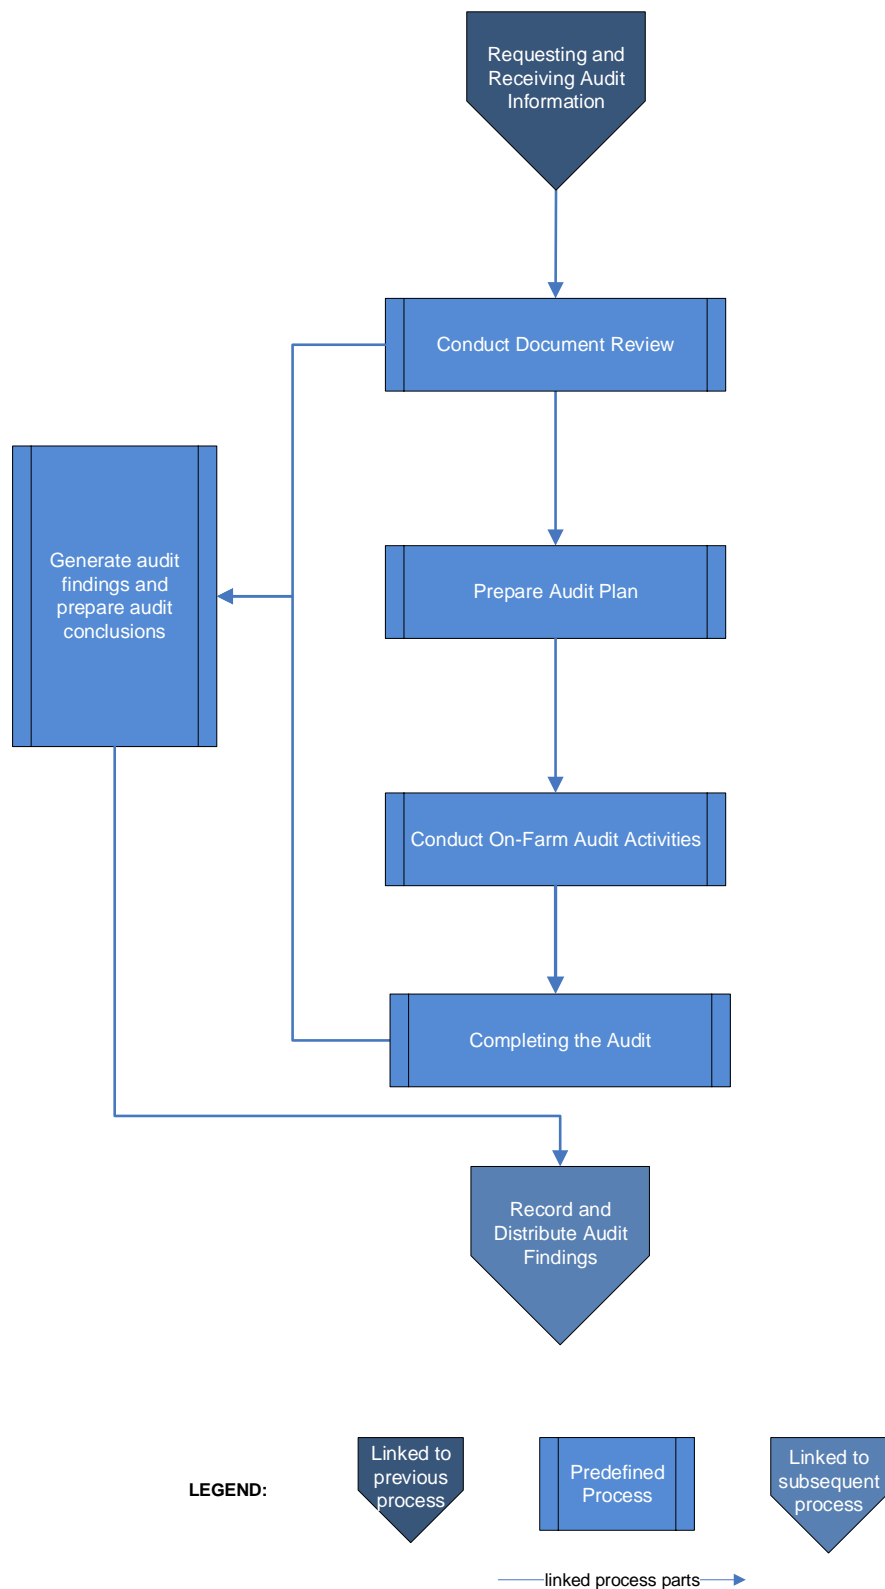 Requesting and
Receiving Audit
Information
Conduct Document Review
Generate audit
findings and
prepare audit
conclusions
Prepare Audit Plan
Conduct On-Farm Audit Activities
Completing the Audit
Record and
Distribute Audit
Findings
LEGEND:
Linked to
previous
process
Predefined
Process
Linked to
subsequent
process
linked process parts